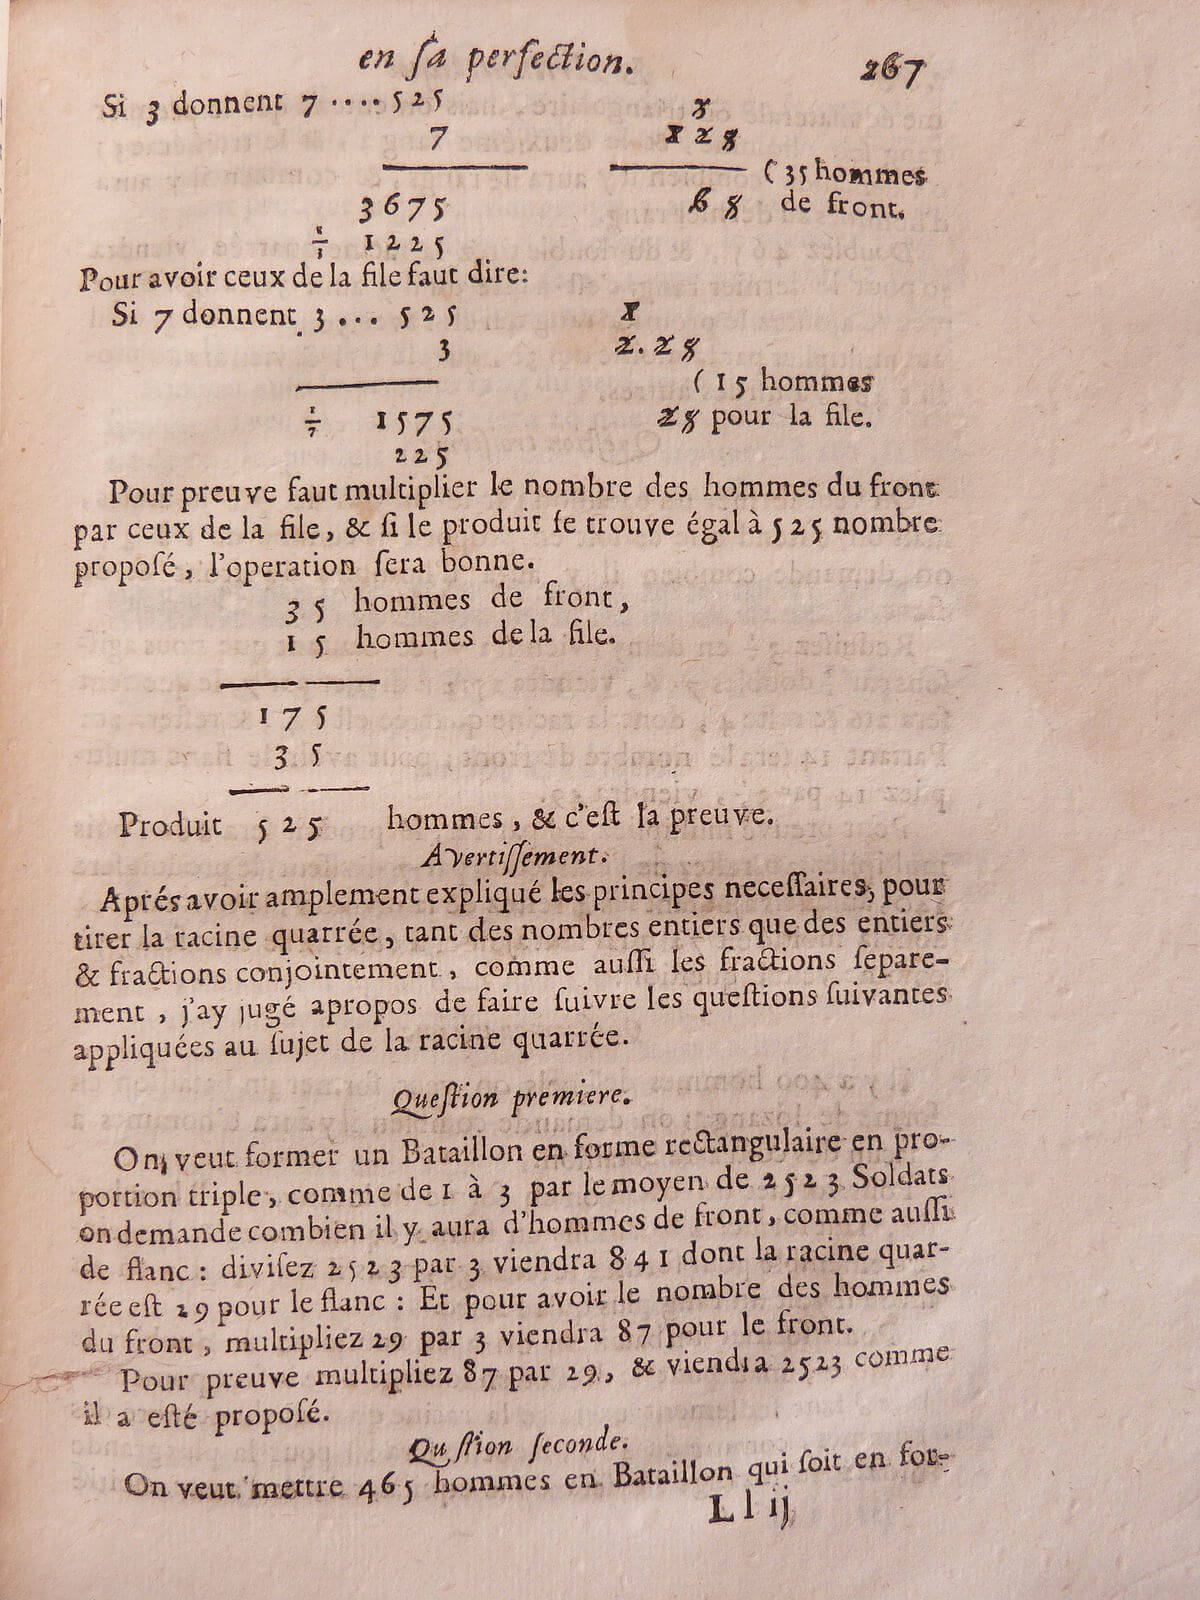 en ſa perfection. 267
Si 3 donnent 7 .... 525
7
3675
1/3 1225
(35 hommes
de front.
Pour avoir ceux de la file faut dire:
Si 7 donnent 3 ... 525
3
1/7 1575
225
(15 hommes
pour la file.
Pour preuve faut multiplier le nombre des hommes du front
par ceux de la file, & ſi le produit ſe trouve égal à 525 nombre
propoſé, l'operation ſera bonne.
35 hommes de front,
15 hommes de la file.
175
35
Produit 525 hommes, & c'eſt la preuve.
Avertiſſement.
Aprés avoir amplement expliqué les principes neceſſaires, pour
tirer la racine quarrée, tant des nombres entiers que des entiers
& fractions conjointement, comme auſſi les fractions ſepare-
ment, j'ay jugé apropos de faire ſuivre les queſtions ſuivantes
appliquées au ſujet de la racine quarrée.
Queſtion premiere.
On veut former un Bataillon en forme rectangulaire en pro-
portion triple, comme de 1 à 3 par le moyen de 2523 Soldats
on demande combien il y aura d'hommes de front, comme auſſi
de flanc : diviſez 2523 par 3 viendra 841 dont la racine quar-
rée eſt 29 pour le flanc : Et pour avoir le nombre des hommes
du front, multipliez 29 par 3 viendra 87 pour le front.
Pour preuve multipliez 87 par 29, & viendra 2523 comme
il a eſté propoſé.
Qu ſtion ſeconde.
On veut mettre 465 hommes en Bataillon qui ſoit en for-
Ll ij